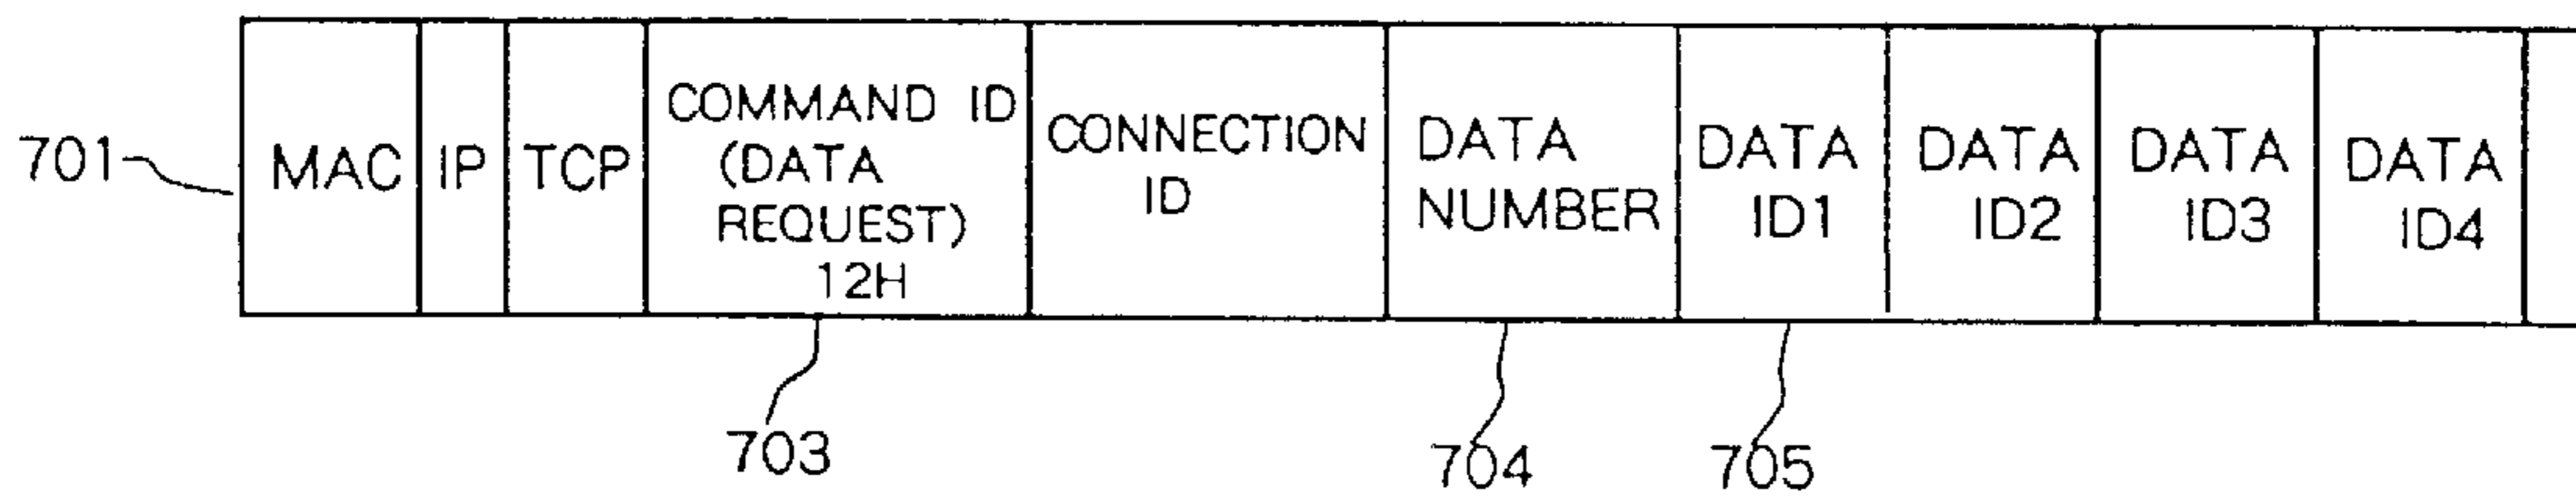 701
MAC
IP
TCP
COMMAND ID
(DATA
REQUEST)
12H
CONNECTION
ID
DATA
NUMBER
DATA
ID1
DATA
ID2
DATA
ID3
DATA
ID4
703
704
705